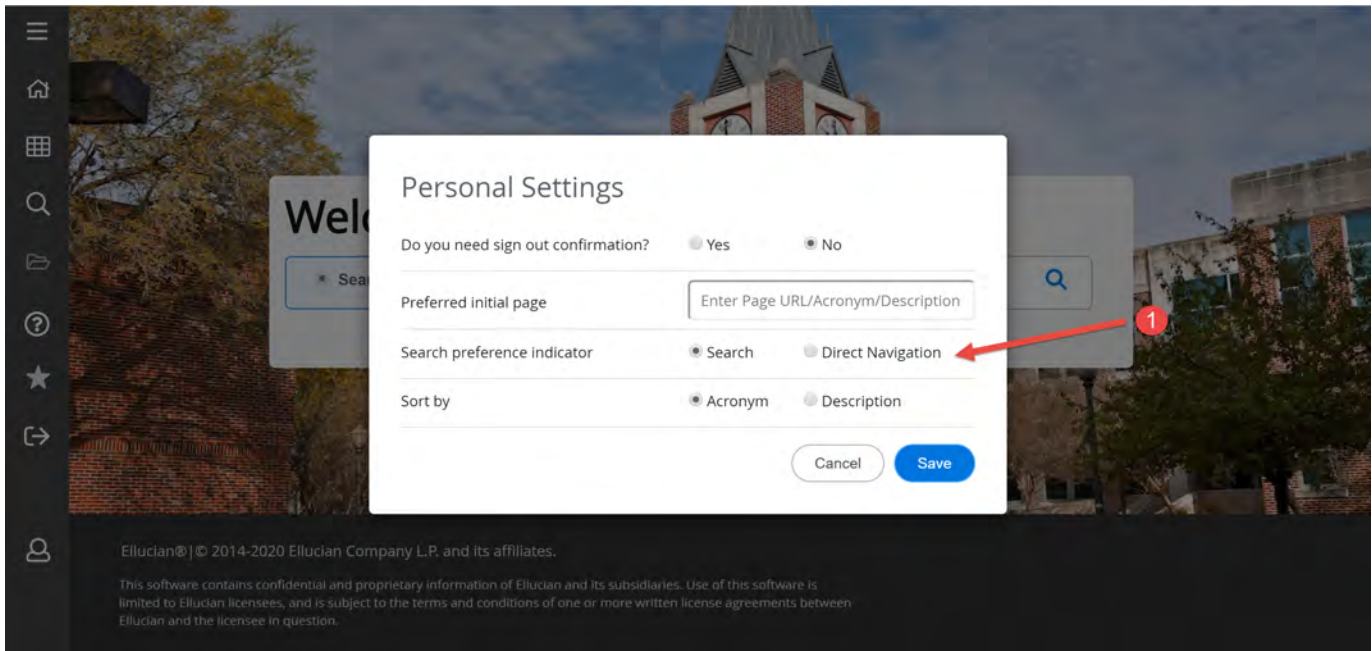 Personal Settings
Do you need sign out confirmation? Yes No
Preferred initial page Enter Page URL/Acronym/Description
Search preference indicator Search Direct Navigation
Sort by Acronym Description
Cancel Save
Wel
Sea
1
Ellucian®|© 2014-2020 Ellucian Company L.P. and its affiliates.
This software contains confidential and proprietary information of Ellucian and its subsidiaries. Use of this software is
limited to Ellucian licensees, and is subject to the terms and conditions of one or more written license agreements between
Ellucian and the licensee in question.